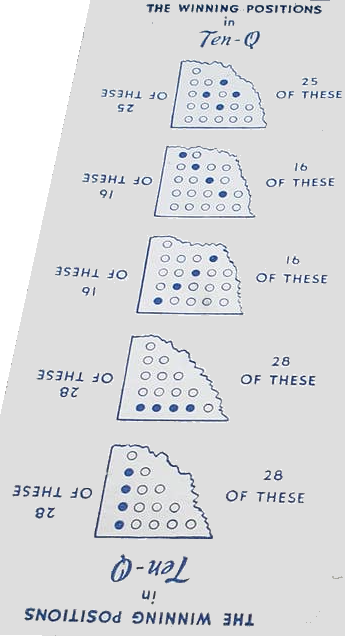 THE WINNING POSITIONS
in
Ten-Q
25
OF THESE
25
OF THESE
16
OF THESE
16
OF THESE
16
OF THESE
16
OF THESE
28
OF THESE
28
OF THESE
28
OF THESE
28
OF THESE
THE WINNING POSITIONS
in
Ten-Q